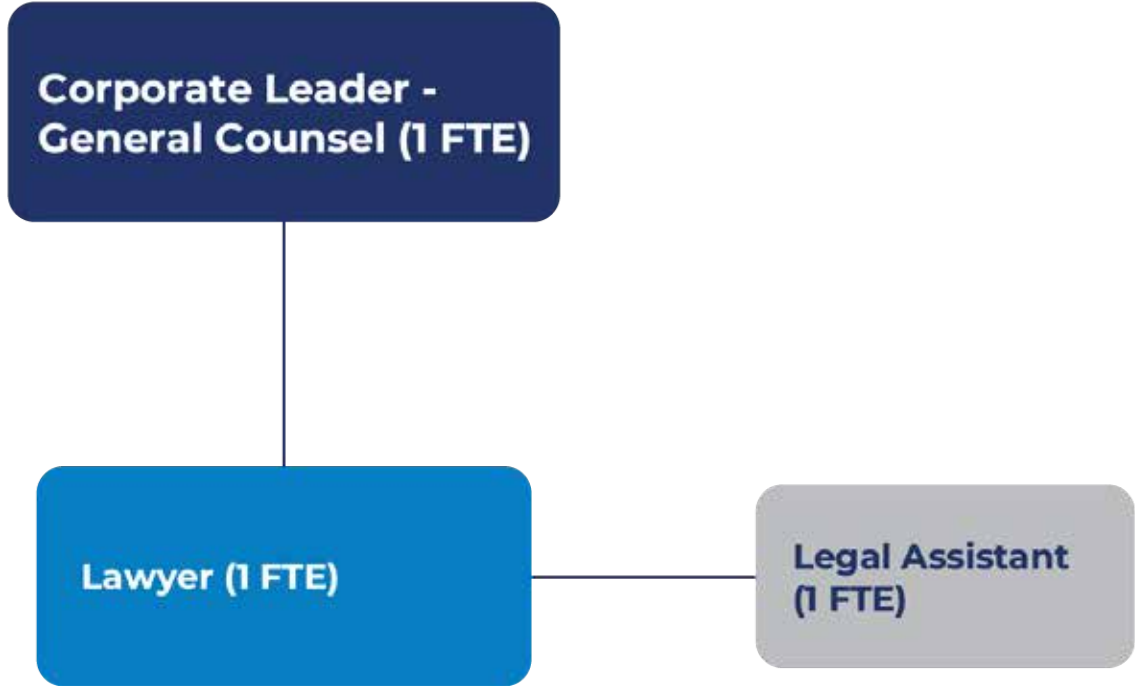 Corporate Leader -
General Counsel (1 FTE)
Lawyer (1 FTE)
Legal Assistant
(1 FTE)